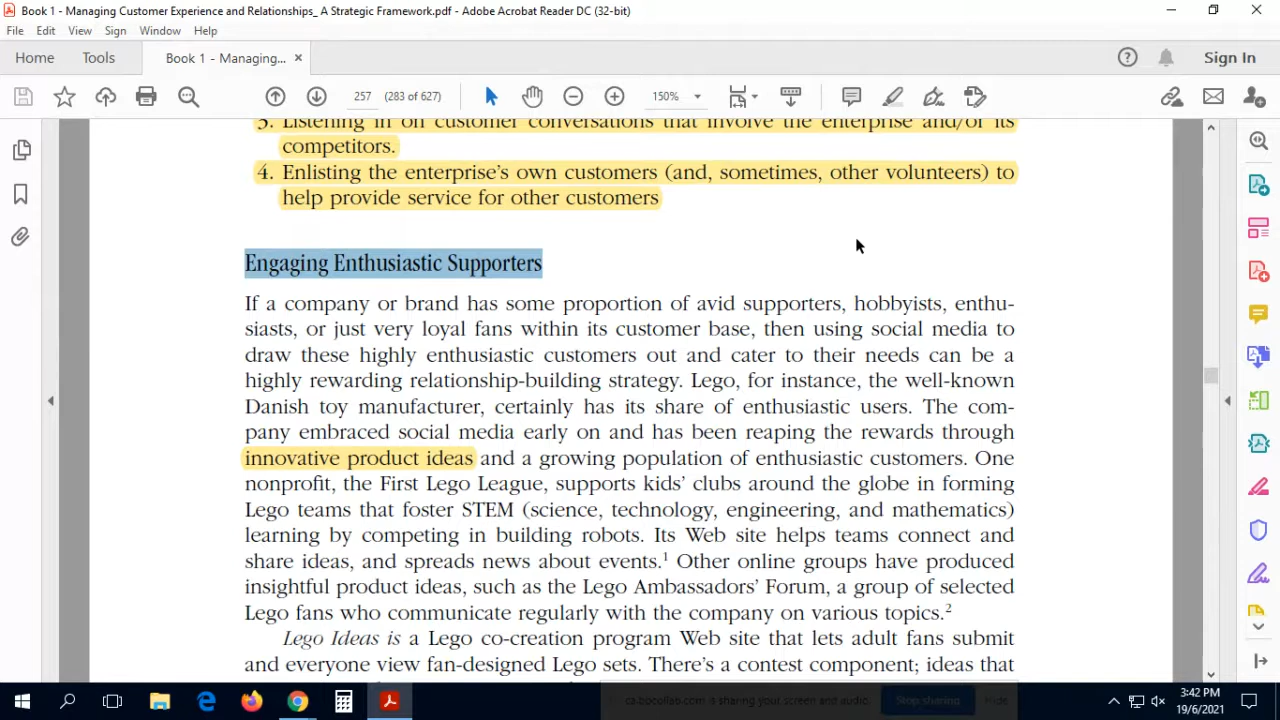 Book 1 - Managing Customer Experience and Relationships_ A Strategic Framework.pdf - Adobe Acrobat Reader DC (32-bit)
File Edit View Sign Window Help
Home Tools Book 1 - Managing... × Sign In
257 (283 of 627) 150%
3. Listening in on customer conversations that involve the enterprise and/or its
competitors.
4. Enlisting the enterprise's own customers (and, sometimes, other volunteers) to
help provide service for other customers
Engaging Enthusiastic Supporters
If a company or brand has some proportion of avid supporters, hobbyists, enthu-
siasts, or just very loyal fans within its customer base, then using social media to
draw these highly enthusiastic customers out and cater to their needs can be a
highly rewarding relationship-building strategy. Lego, for instance, the well-known
Danish toy manufacturer, certainly has its share of enthusiastic users. The com-
pany embraced social media early on and has been reaping the rewards through
innovative product ideas and a growing population of enthusiastic customers. One
nonprofit, the First Lego League, supports kids' clubs around the globe in forming
Lego teams that foster STEM (science, technology, engineering, and mathematics)
learning by competing in building robots. Its Web site helps teams connect and
share ideas, and spreads news about events.1 Other online groups have produced
insightful product ideas, such as the Lego Ambassadors' Forum, a group of selected
Lego fans who communicate regularly with the company on various topics.2
Lego Ideas is a Lego co-creation program Web site that lets adult fans submit
and everyone view fan-designed Lego sets. There's a contest component; ideas that
ca.bbcollab.com is sharing your screen and audio. Stop sharing Hide
3:42 PM
19/6/2021